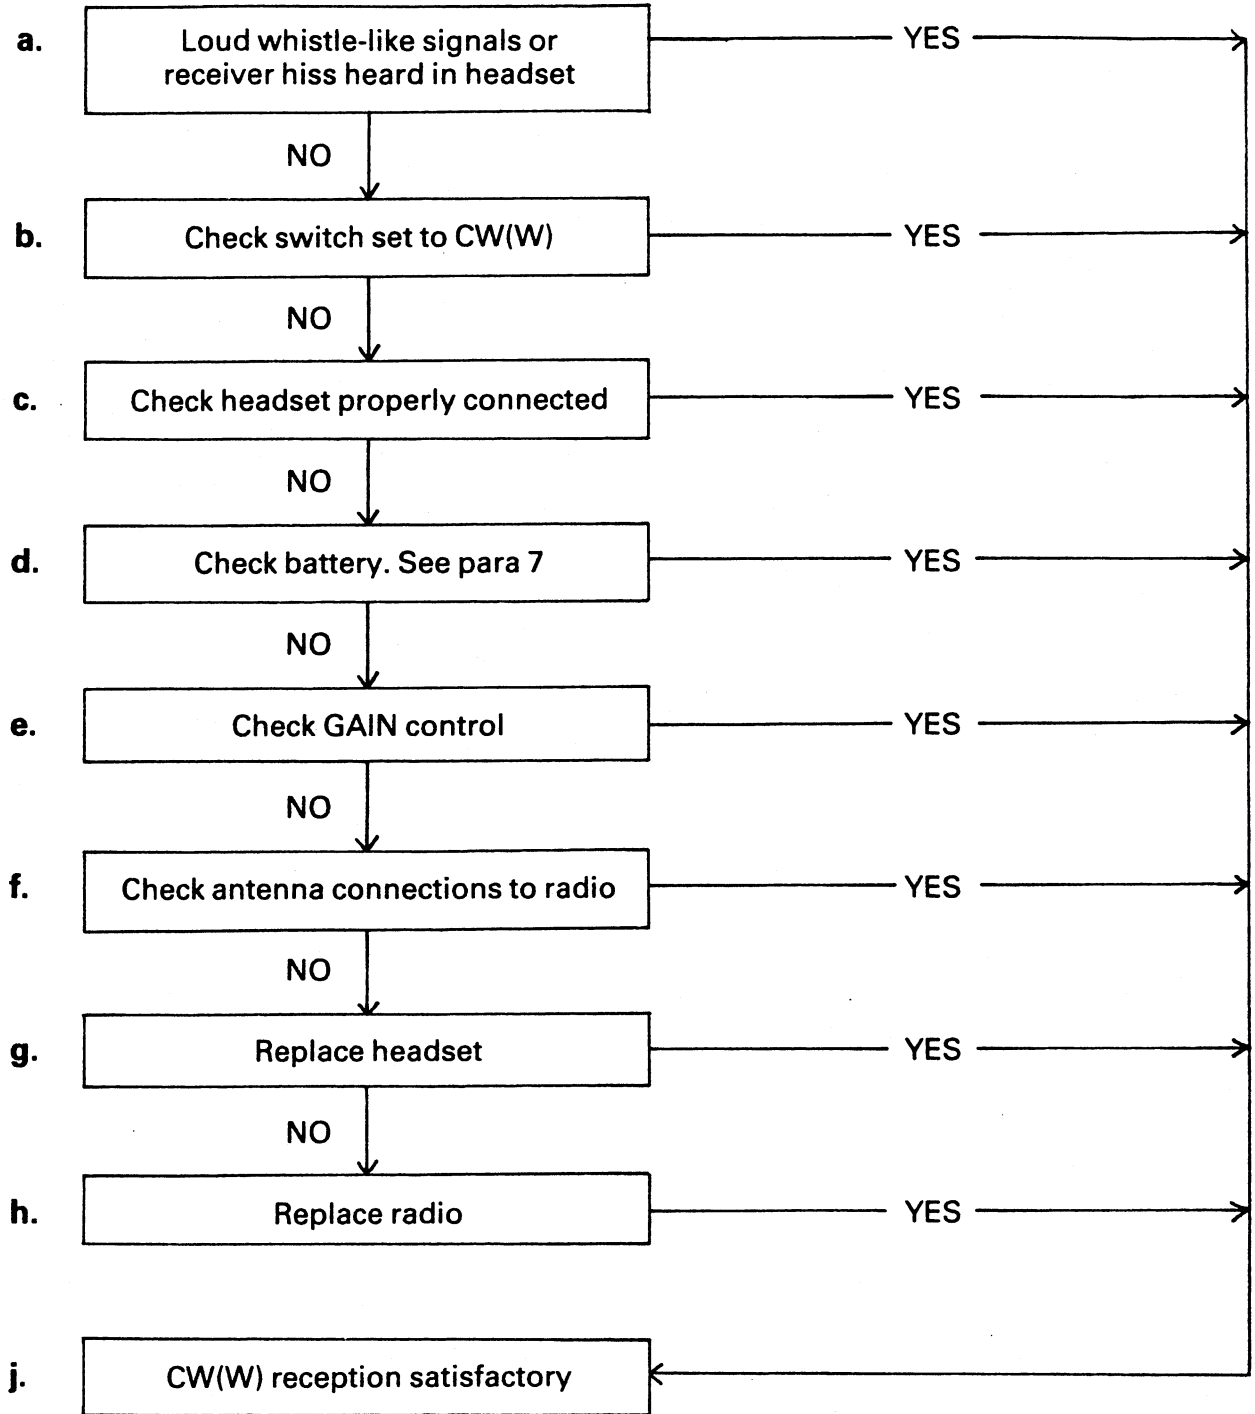 a. Loud whistle-like signals or YES
receiver hiss heard in headset
NO
b. Check switch set to CW(W) YES
NO
c. Check headset properly connected YES
NO
d. Check battery. See para 7 YES
NO
e. Check GAIN control YES
NO
f. Check antenna connections to radio YES
NO
g. Replace headset YES
NO
h. Replace radio YES
j. CW(W) reception satisfactory